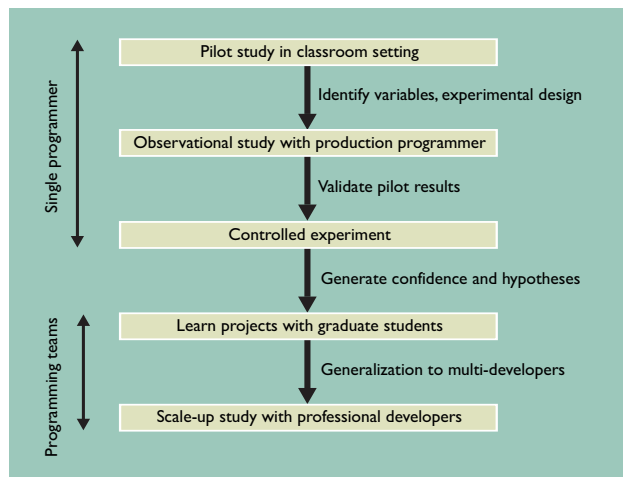 Pilot study in classroom setting
Identify variables, experimental design
Observational study with production programmer
Validate pilot results
Controlled experiment
Single programmer
Generate confidence and hypotheses
Learn projects with graduate students
Generalization to multi-developers
Scale-up study with professional developers
Programming teams